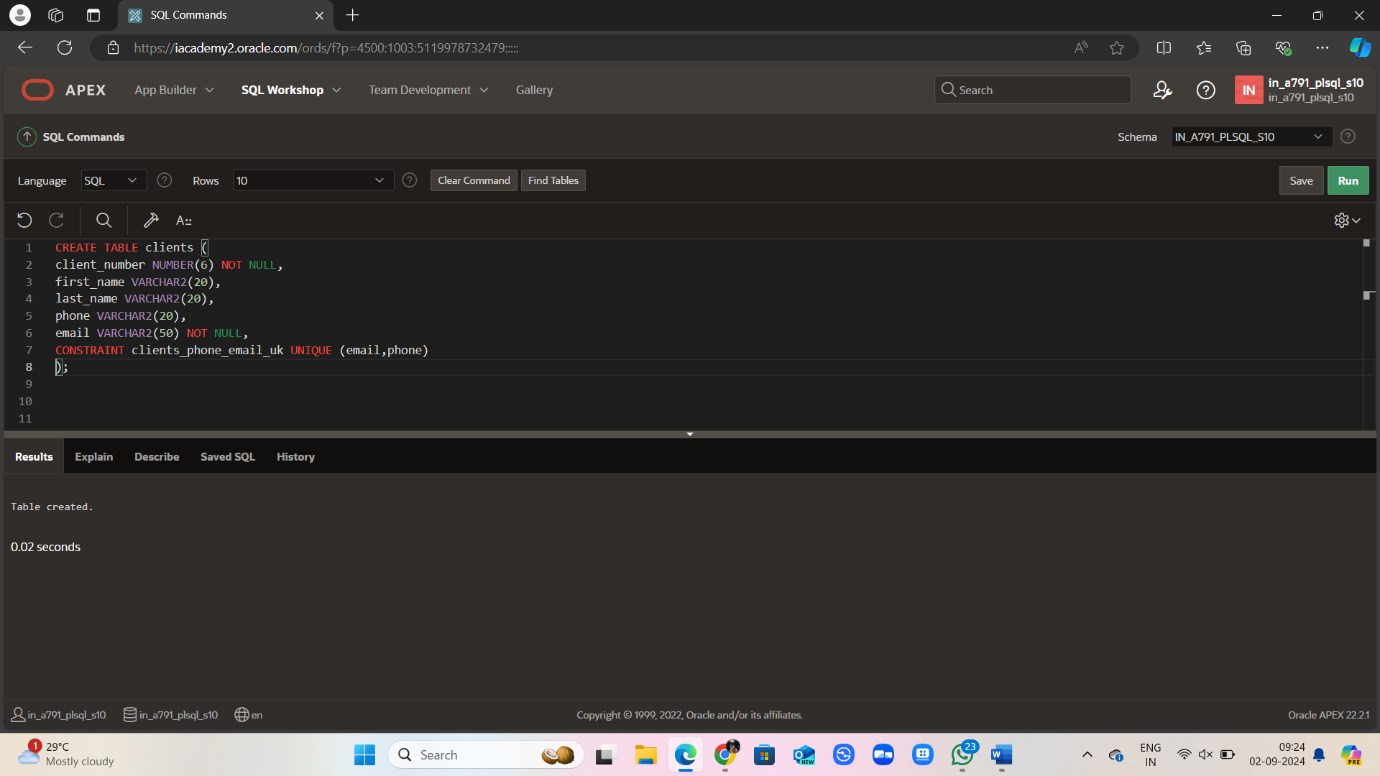 SQL Commands
https://iacademy2.oracle.com/ords/f?p=4500:1003:5119978732479:::::
APEX App Builder SQL Workshop Team Development Gallery Search IN in_a791_plsql_s10
in_a791_plsql_s10
SQL Commands Schema IN_A791_PLSQL_S10
Language SQL Rows 10 Clear Command Find Tables Save Run
A::
1 CREATE TABLE clients (
2 client_number NUMBER(6) NOT NULL,
3 first_name VARCHAR2(20),
4 last_name VARCHAR2(20),
5 phone VARCHAR2(20),
6 email VARCHAR2(50) NOT NULL,
7 CONSTRAINT clients_phone_email_uk UNIQUE (email,phone)
8 );
9
10
11
Results Explain Describe Saved SQL History
Table created.
0.02 seconds
in_a791_plsql_s10 in_a791_plsql_s10 en Copyright © 1999, 2022, Oracle and/or its affiliates. Oracle APEX 22.2.1
1 29°C
Mostly cloudy
Search
NEW
23
ENG
IN
09:24
02-09-2024
PRE